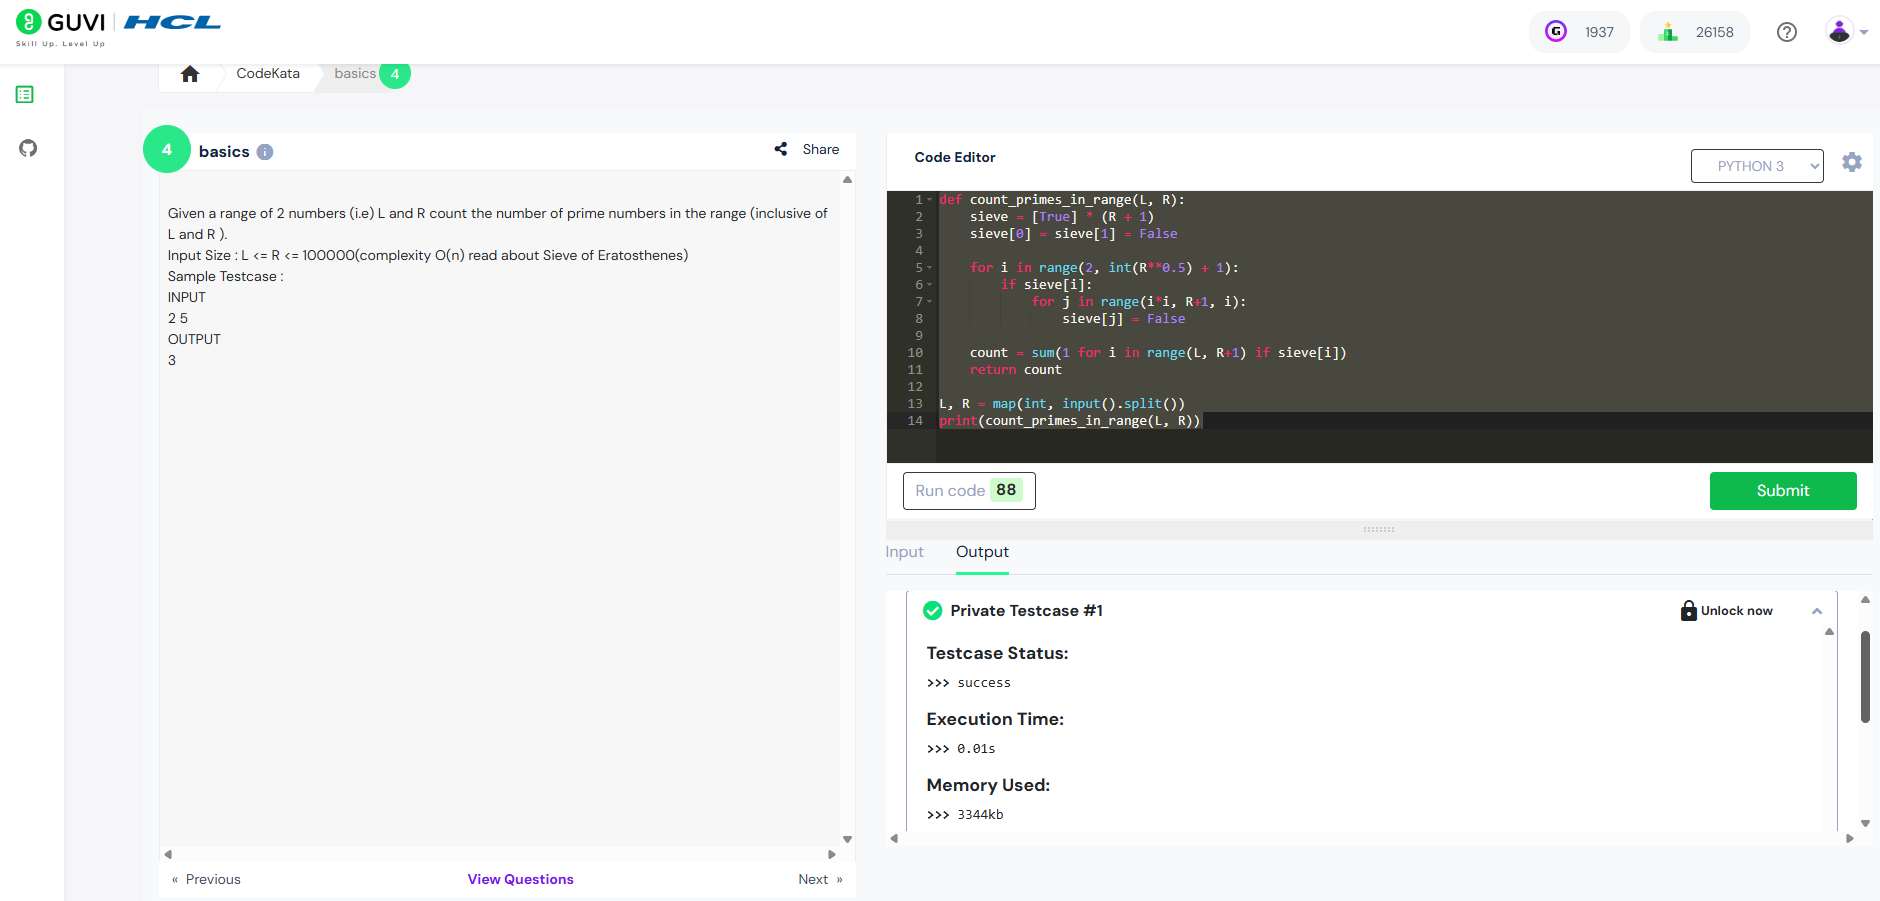 GUVI HCL
Skill Up. Level Up
G 1937
26158
CodeKata
basics 4
4 basics
Share
Given a range of 2 numbers (i.e) L and R count the number of prime numbers in the range (inclusive of
L and R ).
Input Size : L <= R <= 100000(complexity O(n) read about Sieve of Eratosthenes)
Sample Testcase :
INPUT
2 5
OUTPUT
3
« Previous
View Questions
Next »
Code Editor
PYTHON 3
1 def count_primes_in_range(L, R):
2     sieve = [True] * (R + 1)
3     sieve[0] = sieve[1] = False
4
5     for i in range(2, int(R**0.5) + 1):
6         if sieve[i]:
7             for j in range(i*i, R+1, i):
8                 sieve[j] = False
9
10     count = sum(1 for i in range(L, R+1) if sieve[i])
11     return count
12
13 L, R = map(int, input().split())
14 print(count_primes_in_range(L, R))
Run code 88
Submit
Input Output
Private Testcase #1
Unlock now
Testcase Status:
>>> success
Execution Time:
>>> 0.01s
Memory Used:
>>> 3344kb